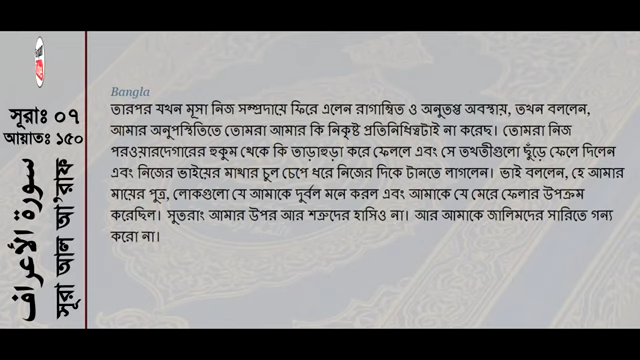 সূরাঃ ০৭
আয়াতঃ ১৫০
سورة الأعراف
সূরা আল আ'রাফ
Bangla
তারপর যখন মূসা নিজ সম্প্রদায়ে ফিরে এলেন রাগান্বিত ও অনুতপ্ত অবস্থায়, তখন বললেন,
আমার অনুপস্থিতিতে তোমরা আমার কি নিকৃষ্ট প্রতিনিধিত্বটাই না করেছ। তোমরা নিজ
পরওয়ারদেগারের হুকুম থেকে কি তাড়াহুড়া করে ফেললে এবং সে তখতীগুলো ছুঁড়ে ফেলে দিলেন
এবং নিজের ভাইয়ের মাথার চুল চেপে ধরে নিজের দিকে টানতে লাগলেন। ভাই বললেন, হে আমার
মায়ের পুত্র, লোকগুলো যে আমাকে দুর্বল মনে করল এবং আমাকে যে মেরে ফেলার উপক্রম
করেছিল। সুতরাং আমার উপর আর শত্রুদের হাসিও না। আর আমাকে জালিমদের সারিতে গন্য
করো না।